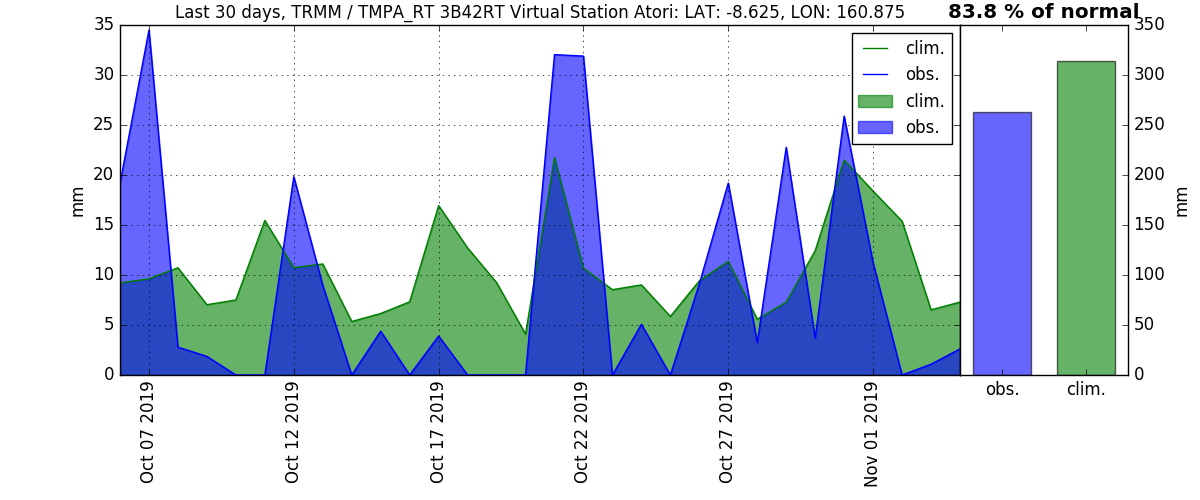 Last 30 days, TRMM / TMPA_RT 3B42RT Virtual Station Atori: LAT: -8.625, LON: 160.875
83.8 % of normal
35
30
25
20
15
10
5
0
mm
clim.
obs.
clim.
obs.
Oct 07 2019
Oct 12 2019
Oct 17 2019
Oct 22 2019
Oct 27 2019
Nov 01 2019
350
300
250
200
150
100
50
0
mm
obs.
clim.